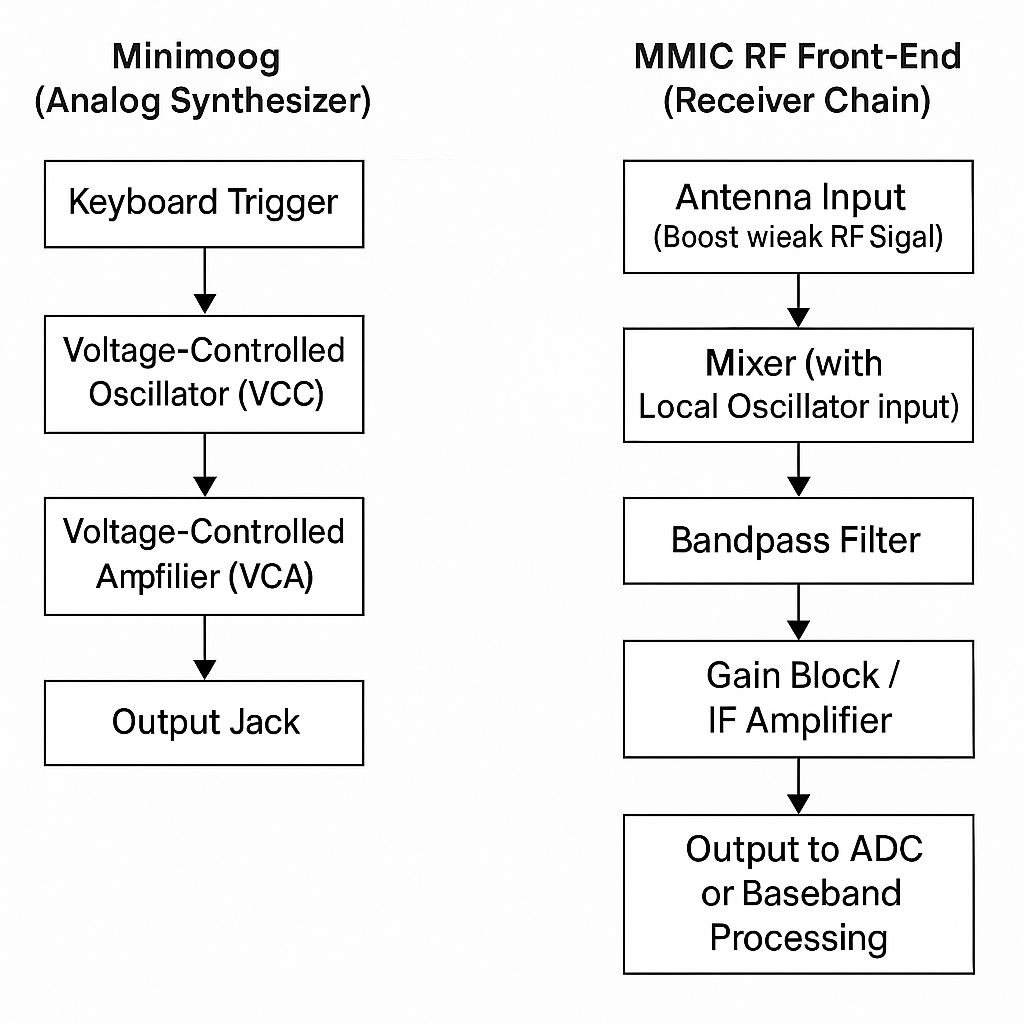 Minimoog
(Analog Synthesizer)
Keyboard Trigger
Voltage-Controlled
Oscillator (VCC)
Voltage-Controlled
Ampfilier (VCA)
Output Jack
MMIC RF Front-End
(Receiver Chain)
Antenna Input
(Boost wieak RF Sigal)
Mixer (with
Local Oscillator input)
Bandpass Filter
Gain Block /
IF Amplifier
Output to ADC
or Baseband
Processing